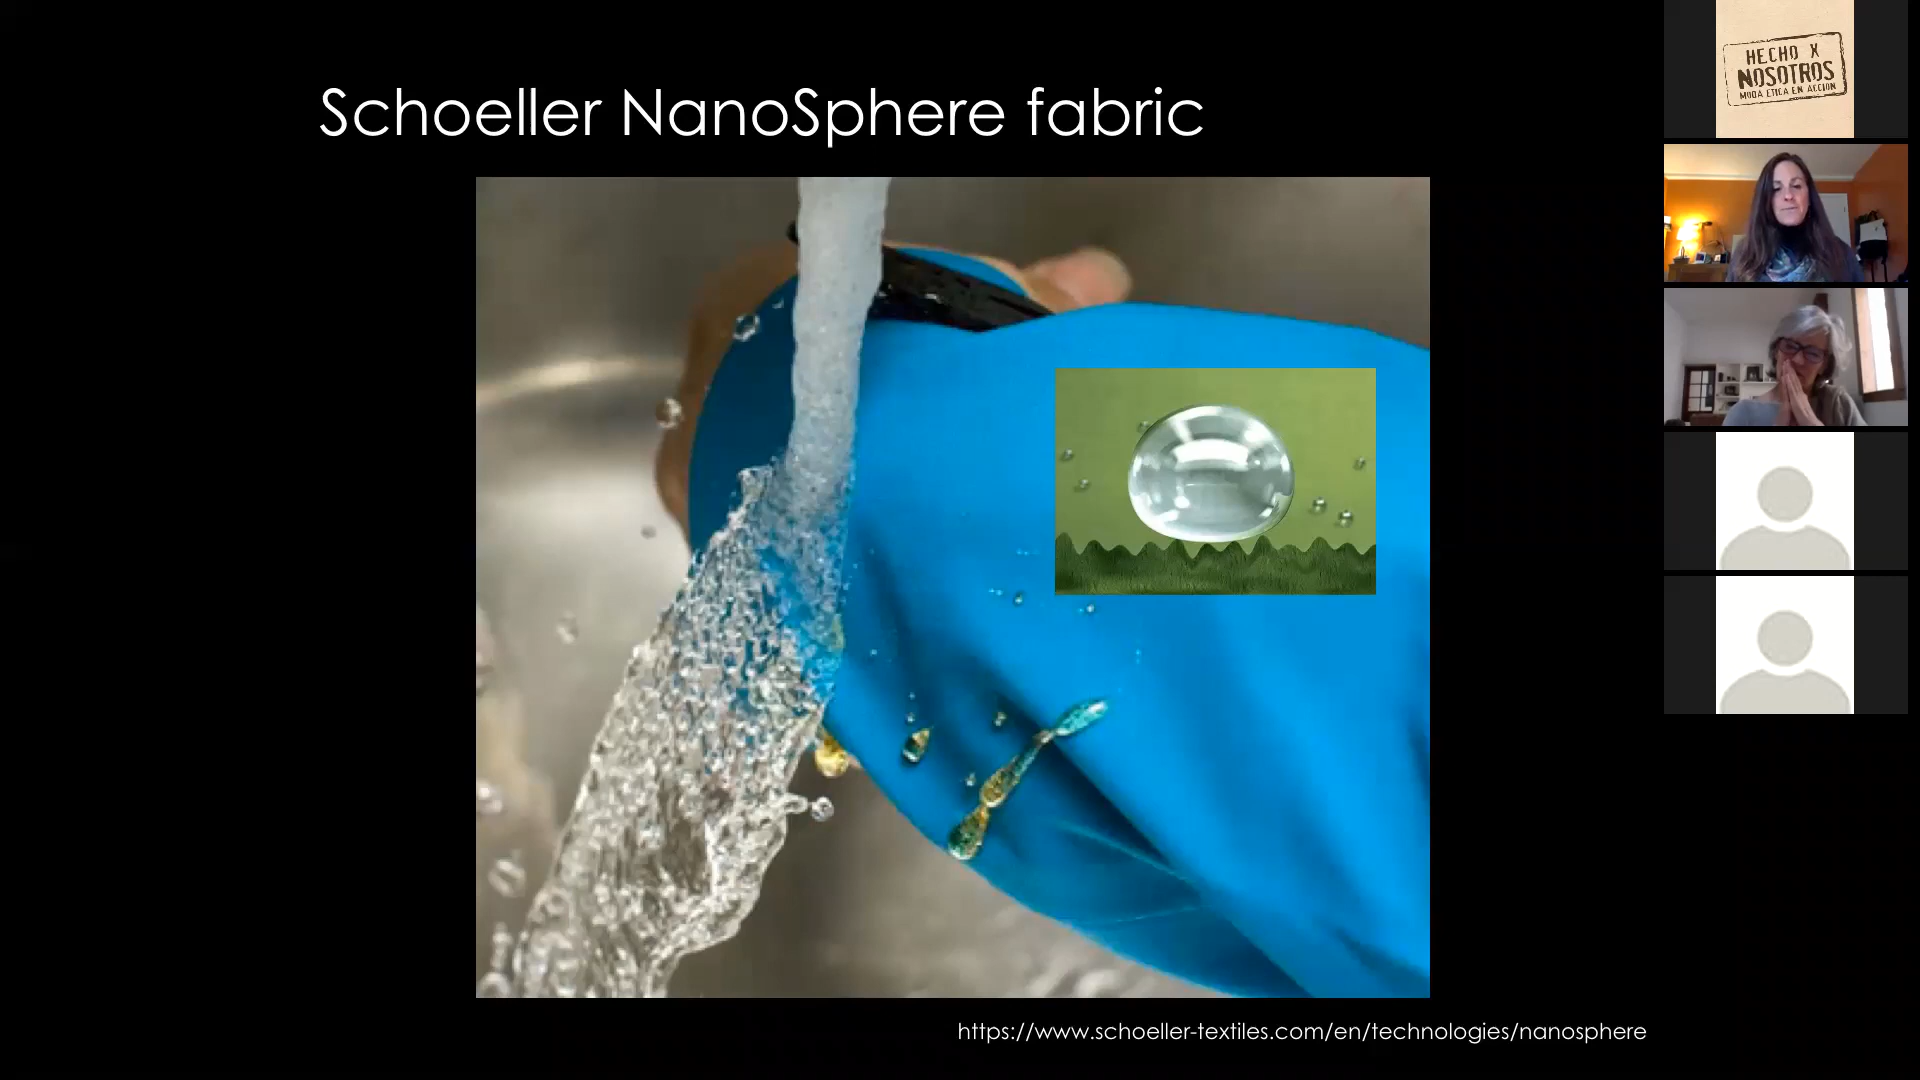 Schoeller NanoSphere fabric
HECHO X
NOSOTROS
MODA ETICA EN ACCION
https://www.schoeller-textiles.com/en/technologies/nanosphere